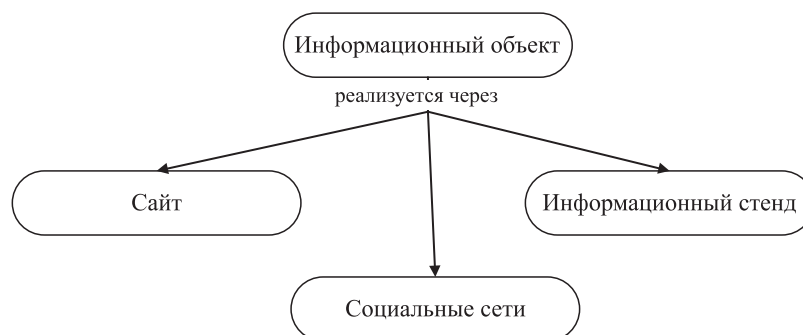 Информационный объект
реализуется через
Сайт
Информационный стенд
Социальные сети